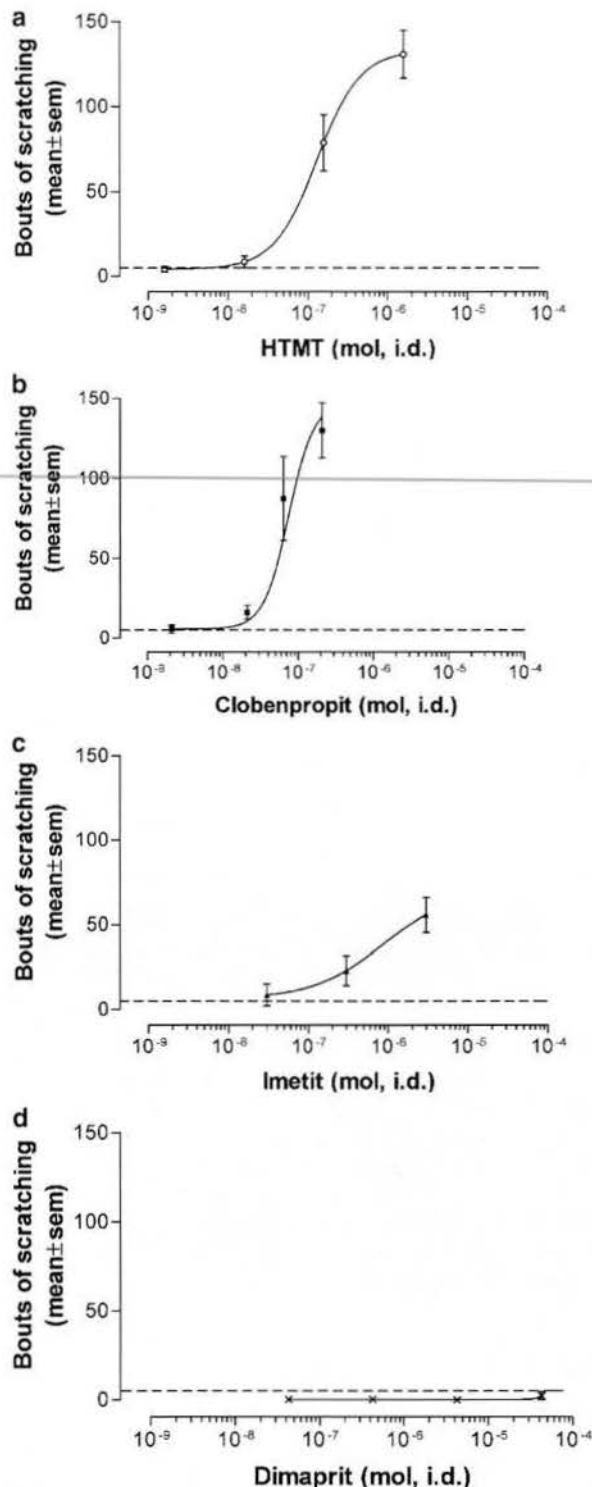 a
150
100
50
0
Bouts of scratching
(mean±sem)
10⁻⁹ 10⁻⁸ 10⁻⁷ 10⁻⁶ 10⁻⁵ 10⁻⁴
HTMT (mol, i.d.)
b
150
100
50
0
Bouts of scratching
(mean±sem)
10⁻⁹ 10⁻⁸ 10⁻⁷ 10⁻⁶ 10⁻⁵ 10⁻⁴
Clobenpropit (mol, i.d.)
c
150
100
50
0
Bouts of scratching
(mean±sem)
10⁻⁹ 10⁻⁸ 10⁻⁷ 10⁻⁶ 10⁻⁵ 10⁻⁴
Imetit (mol, i.d.)
d
150
100
50
0
Bouts of scratching
(mean±sem)
10⁻⁹ 10⁻⁸ 10⁻⁷ 10⁻⁶ 10⁻⁵ 10⁻⁴
Dimaprit (mol, i.d.)